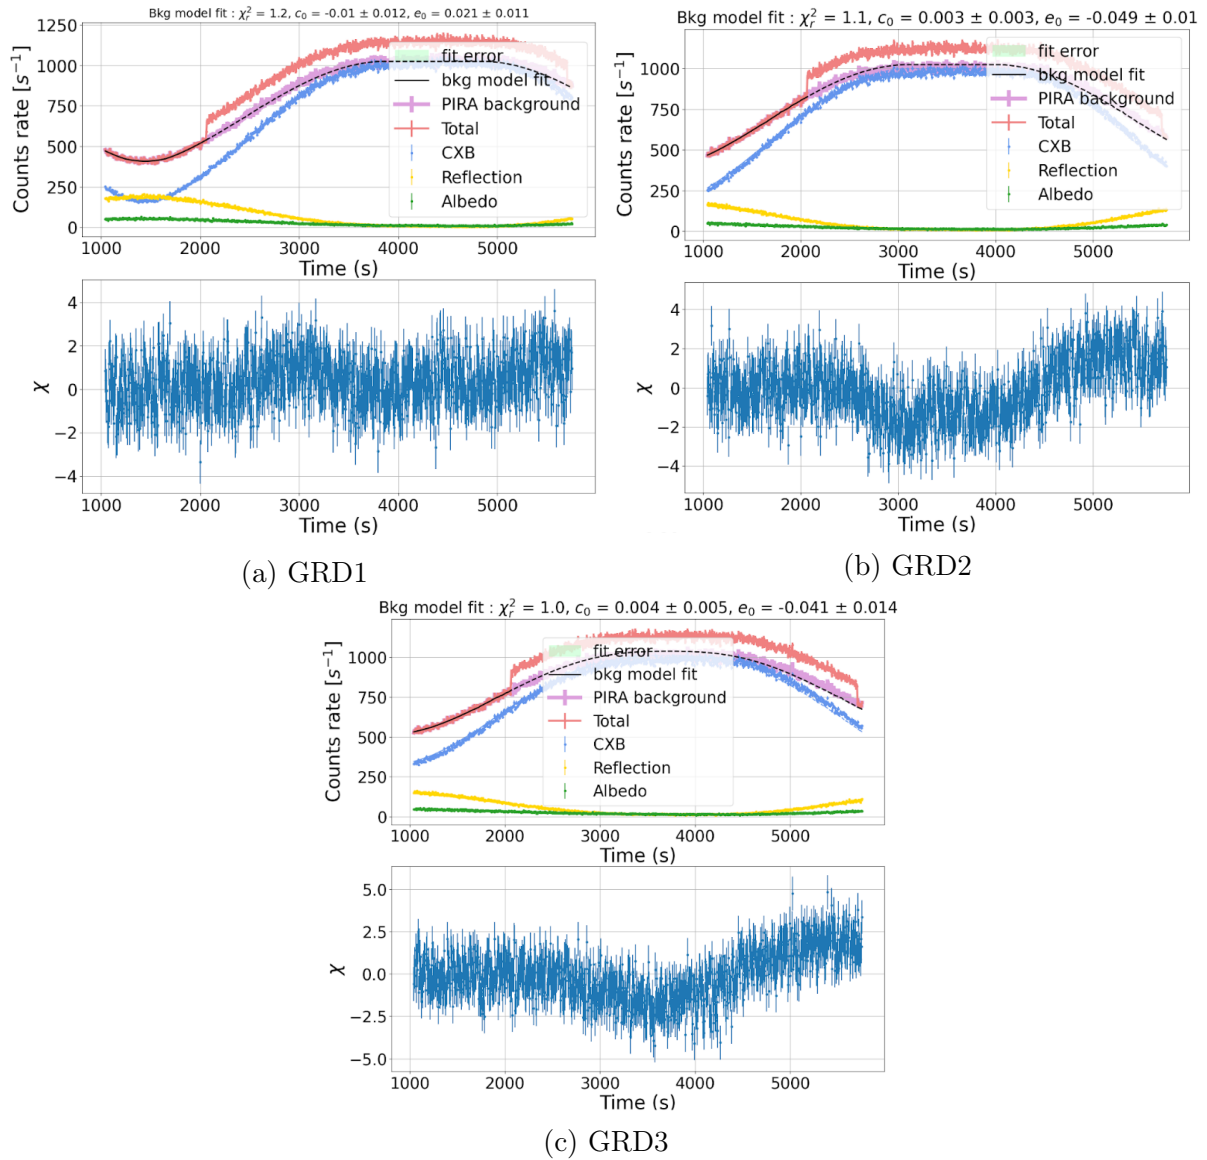 Bkg model fit : χ²ᵣ = 1.2, c₀ = -0.01 ± 0.012, e₀ = 0.021 ± 0.011
Counts rate [s⁻¹]
1250
1000
750
500
250
0
fit error
bkg model fit
PIRA background
Total
CXB
Reflection
Albedo
1000 2000 3000 4000 5000
Time (s)
χ
4
2
0
−2
−4
1000 2000 3000 4000 5000
Time (s)
(a) GRD1
Bkg model fit : χ²ᵣ = 1.1, c₀ = 0.003 ± 0.003, e₀ = -0.049 ± 0.01
Counts rate [s⁻¹]
1000
750
500
250
0
fit error
bkg model fit
PIRA background
Total
CXB
Reflection
Albedo
1000 2000 3000 4000 5000
Time (s)
χ
4
2
0
−2
−4
1000 2000 3000 4000 5000
Time (s)
(b) GRD2
Bkg model fit : χ²ᵣ = 1.0, c₀ = 0.004 ± 0.005, e₀ = -0.041 ± 0.014
Counts rate [s⁻¹]
1000
750
500
250
0
fit error
bkg model fit
PIRA background
Total
CXB
Reflection
Albedo
1000 2000 3000 4000 5000
Time (s)
χ
5.0
2.5
0.0
−2.5
−5.0
1000 2000 3000 4000 5000
Time (s)
(c) GRD3